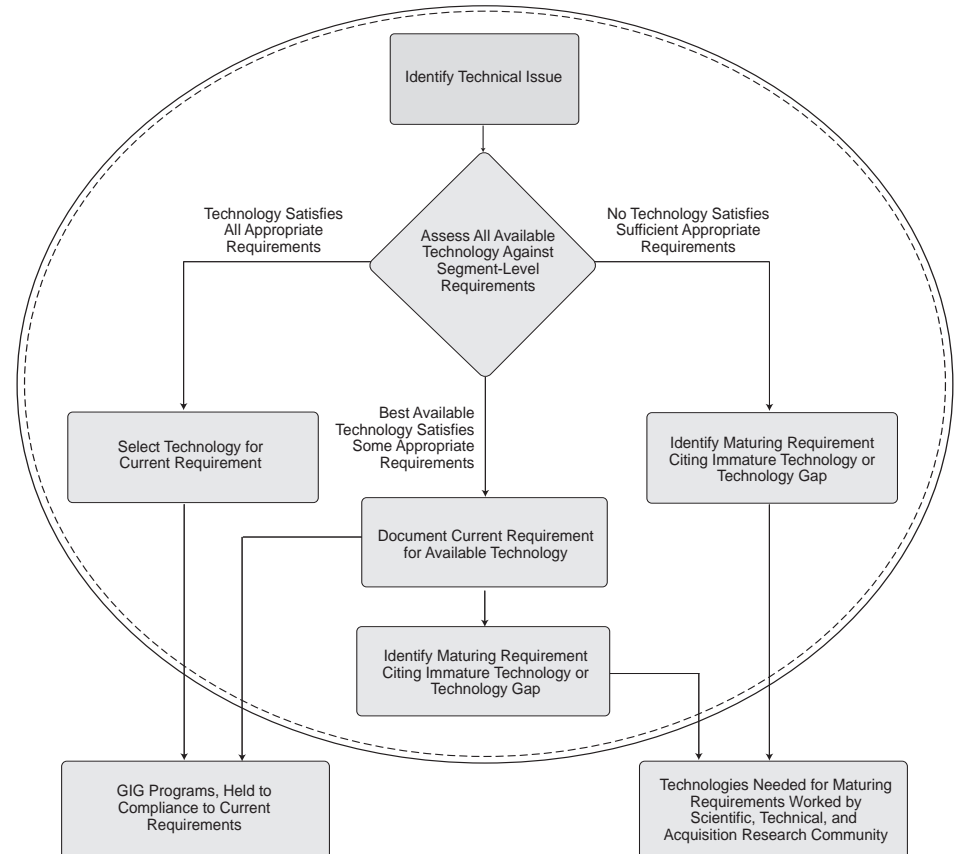 Identify Technical Issue
Technology Satisfies
All Appropriate
Requirements
Assess All Available
Technology Against
Segment-Level
Requirements
No Technology Satisfies
Sufficient Appropriate
Requirements
Best Available
Technology Satisfies
Some Appropriate
Requirements
Select Technology for
Current Requirement
Identify Maturing Requirement
Citing Immature Technology or
Technology Gap
Document Current Requirement
for Available Technology
Identify Maturing Requirement
Citing Immature Technology or
Technology Gap
GIG Programs, Held to
Compliance to Current
Requirements
Technologies Needed for Maturing
Requirements Worked by
Scientific, Technical, and
Acquisition Research Community